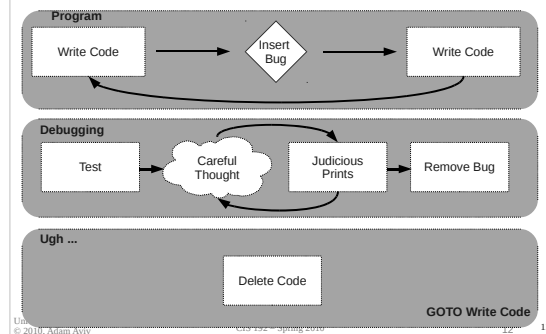 Program
Write Code
Insert
Bug
Write Code
Debugging
Test
Careful
Thought
Judicious
Prints
Remove Bug
Ugh ...
Delete Code
GOTO Write Code
© 2010, Adam Aviv
CIS 192 – Spring 2010
12
1